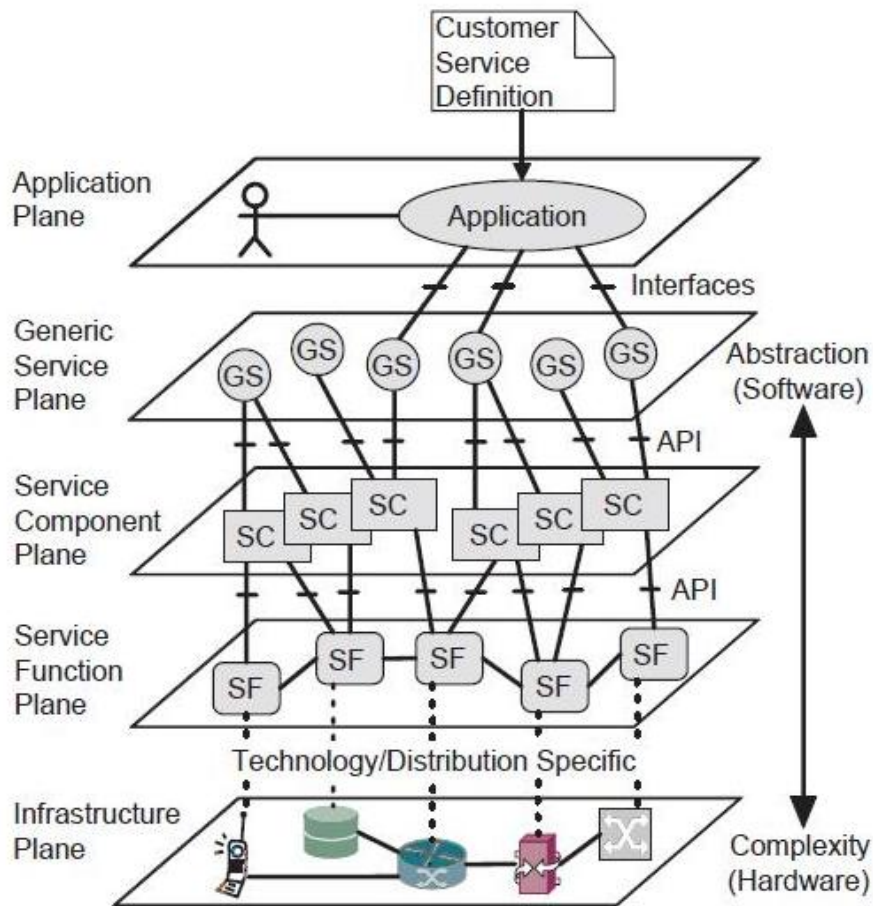 Customer
Service
Definition
Application
Plane
Application
Interfaces
Generic
Service
Plane
GS
GS
GS
GS
GS
GS
Abstraction
(Software)
API
Service
Component
Plane
SC
SC
SC
SC
SC
SC
API
Service
Function
Plane
SF
SF
SF
SF
SF
Technology/Distribution Specific
Infrastructure
Plane
Complexity
(Hardware)